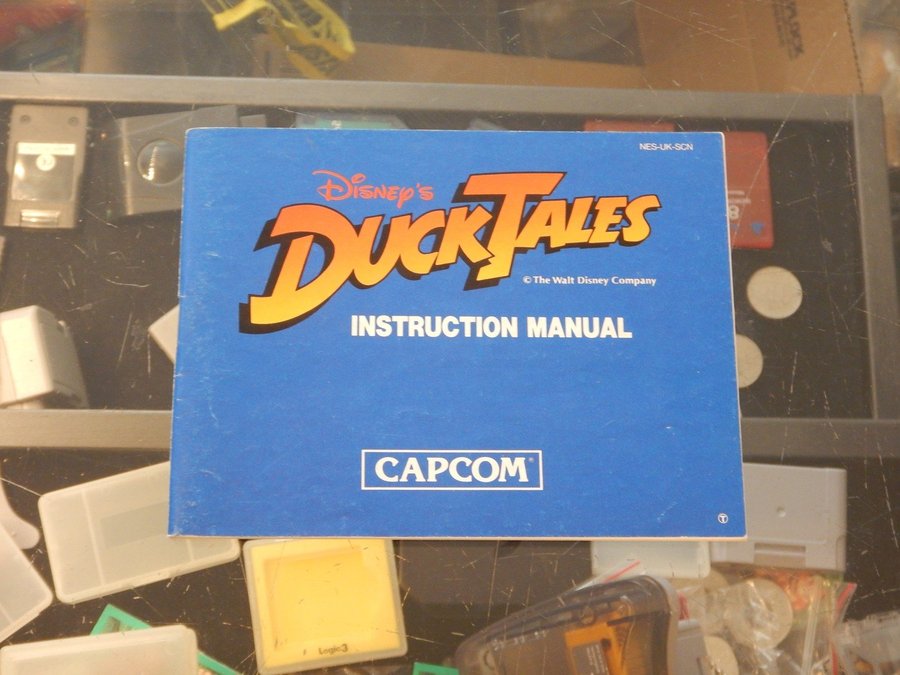 NES-UK-SCN
DISNEY'S
DUCKTALES
© The Walt Disney Company
INSTRUCTION MANUAL
CAPCOM®
T
Logic3